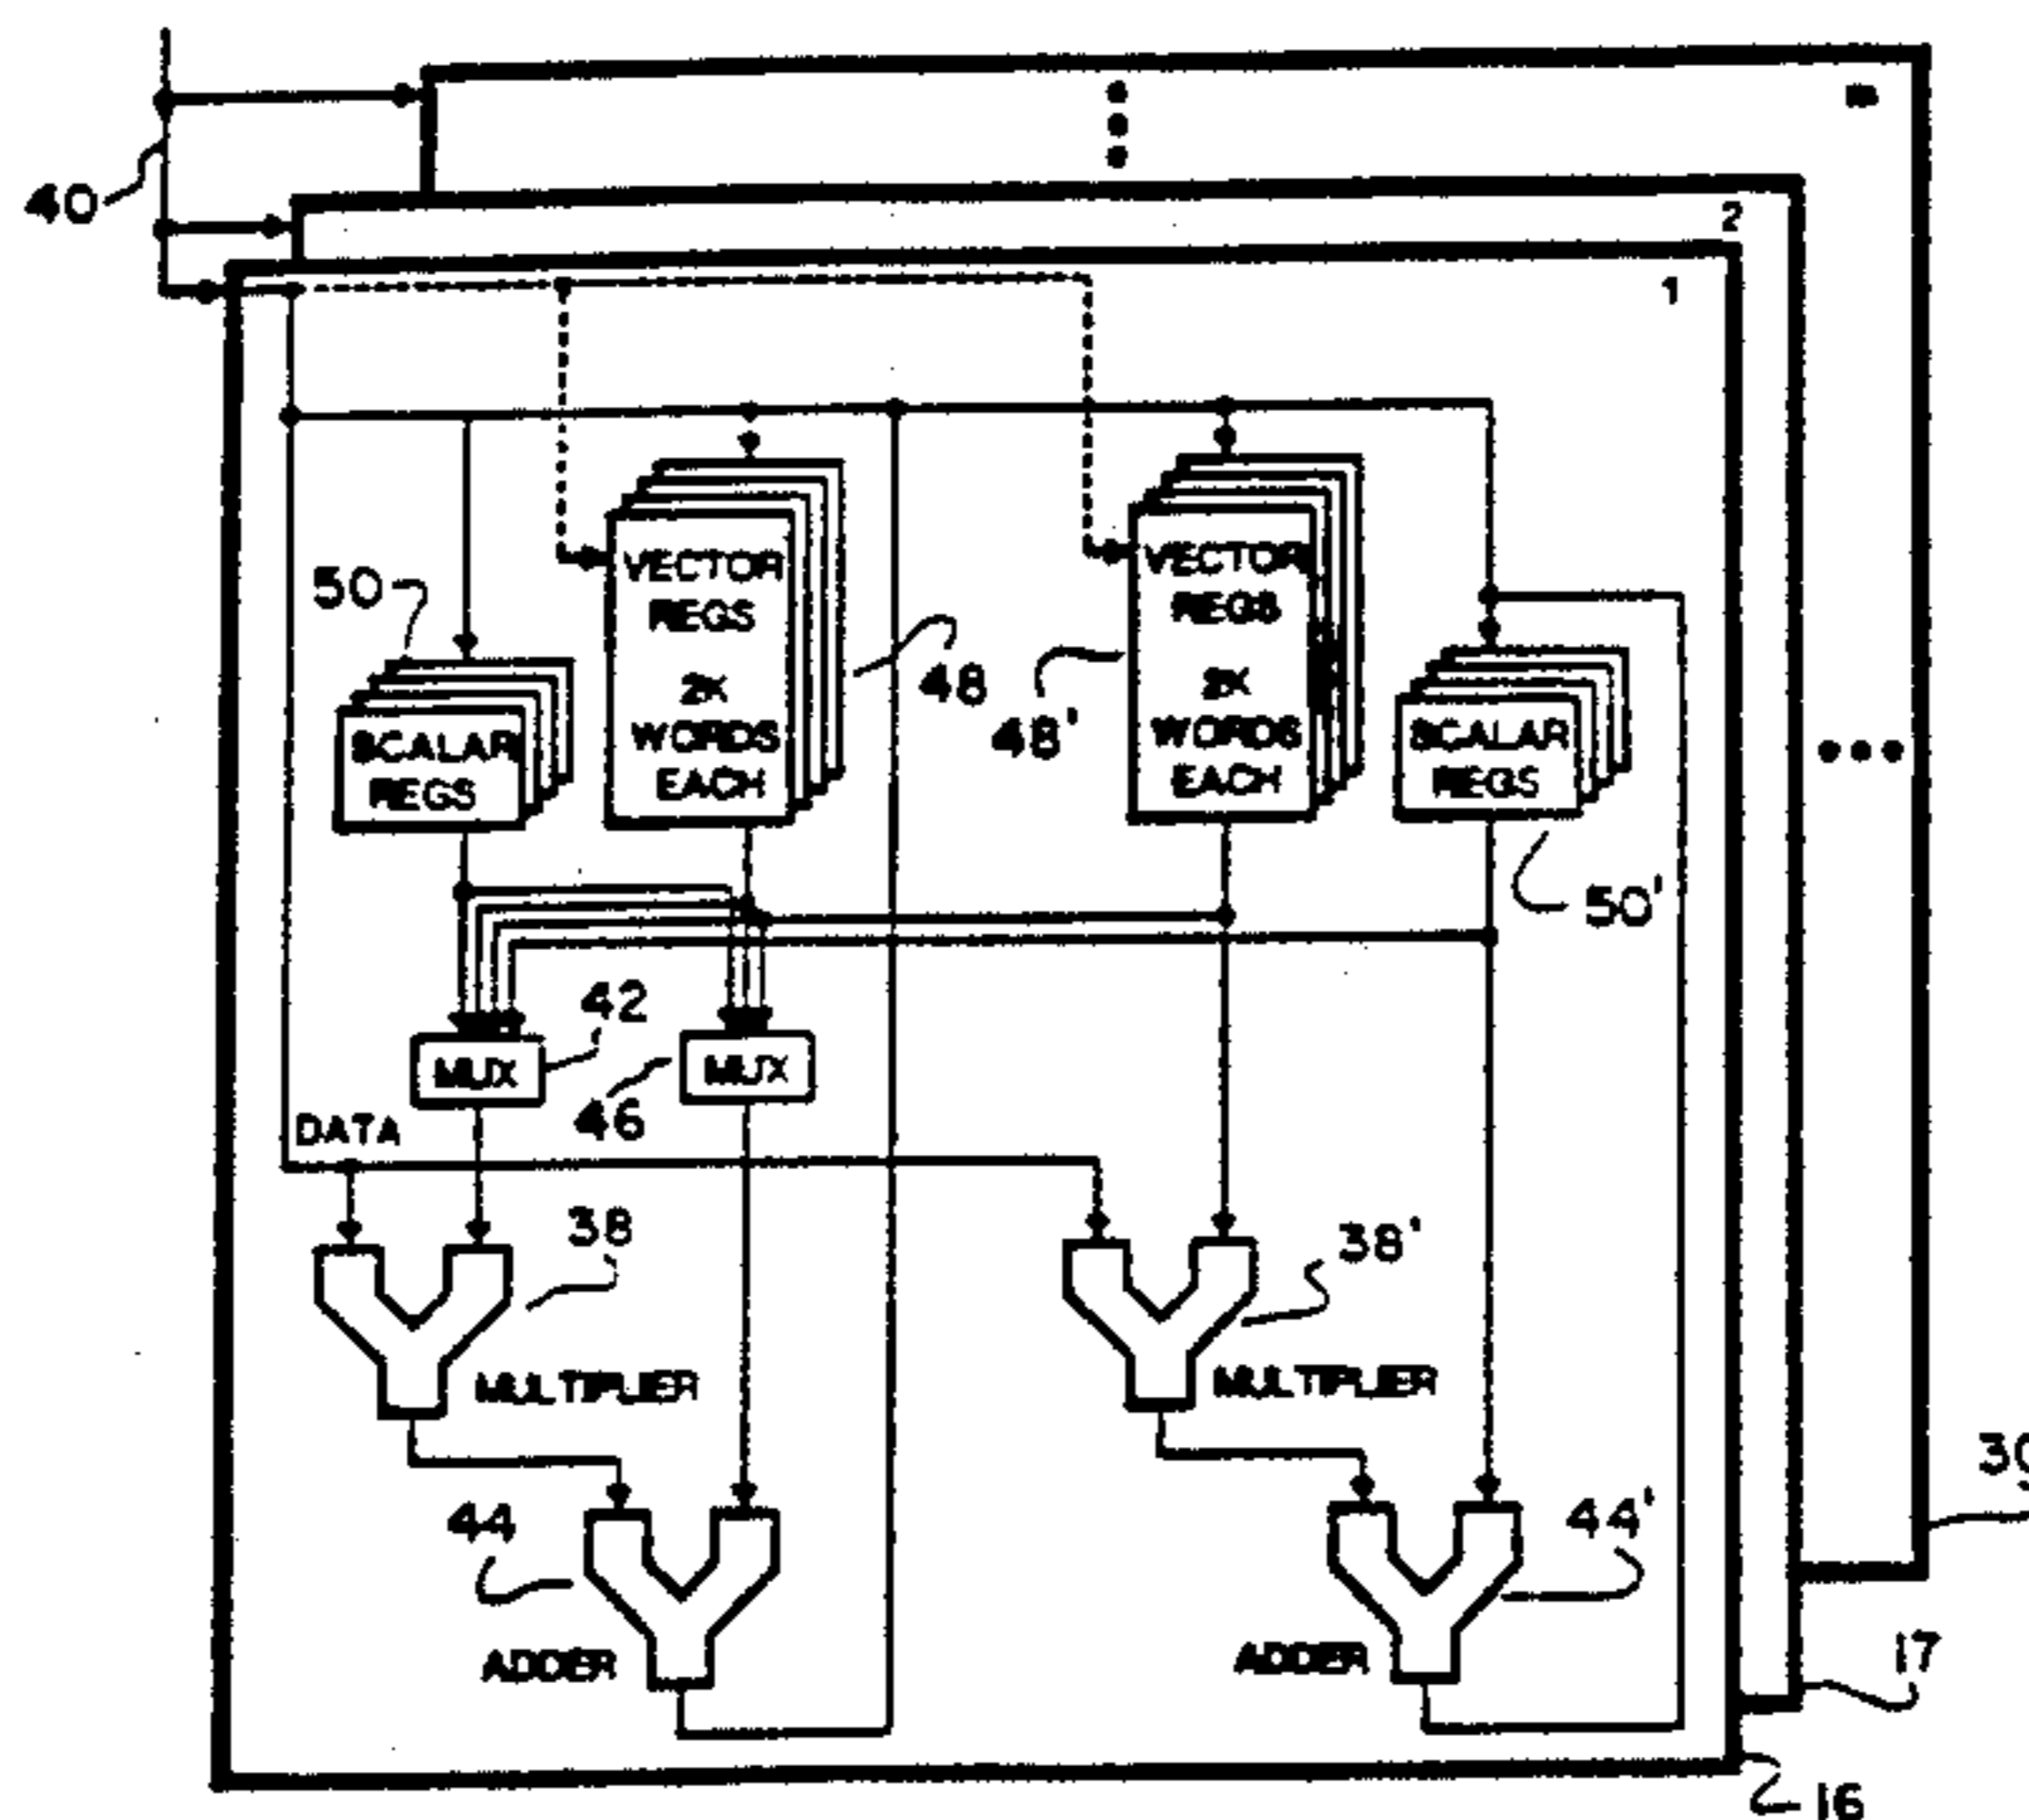 40
2
1
50
VECTOR
REGS
2K
WORDS
EACH
48
48'
VECTOR
REGS
2K
WORDS
EACH
SCALAR
REGS
SCALAR
REGS
50'
42
MUX
46
MUX
DATA
38
38'
MULTIPLIER
MULTIPLIER
30
44
44'
ADDER
ADDER
17
16